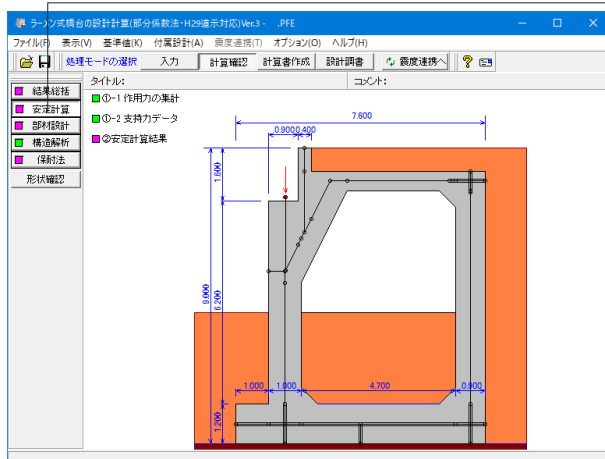 ラーメン式橋台の設計計算(部分係数法・H29道示対応)Ver.3 - .PFE
ファイル(F) 表示(V) 基準値(K) 付属設計(A) 震度連携(T) オプション(O) ヘルプ(H)
処理モードの選択 入力 計算確認 計算書作成 設計調書 震度連携へ
タイトル: コメント:
結果総括
安定計算
部材設計
構造解析
保耐法
形状確認
①-1 作用力の集計
①-2 支持力データ
②安定計算結果
7.600
0.900 0.400
1.600
9.000
6.200
1.000 1.000 4.700 0.900
1.200